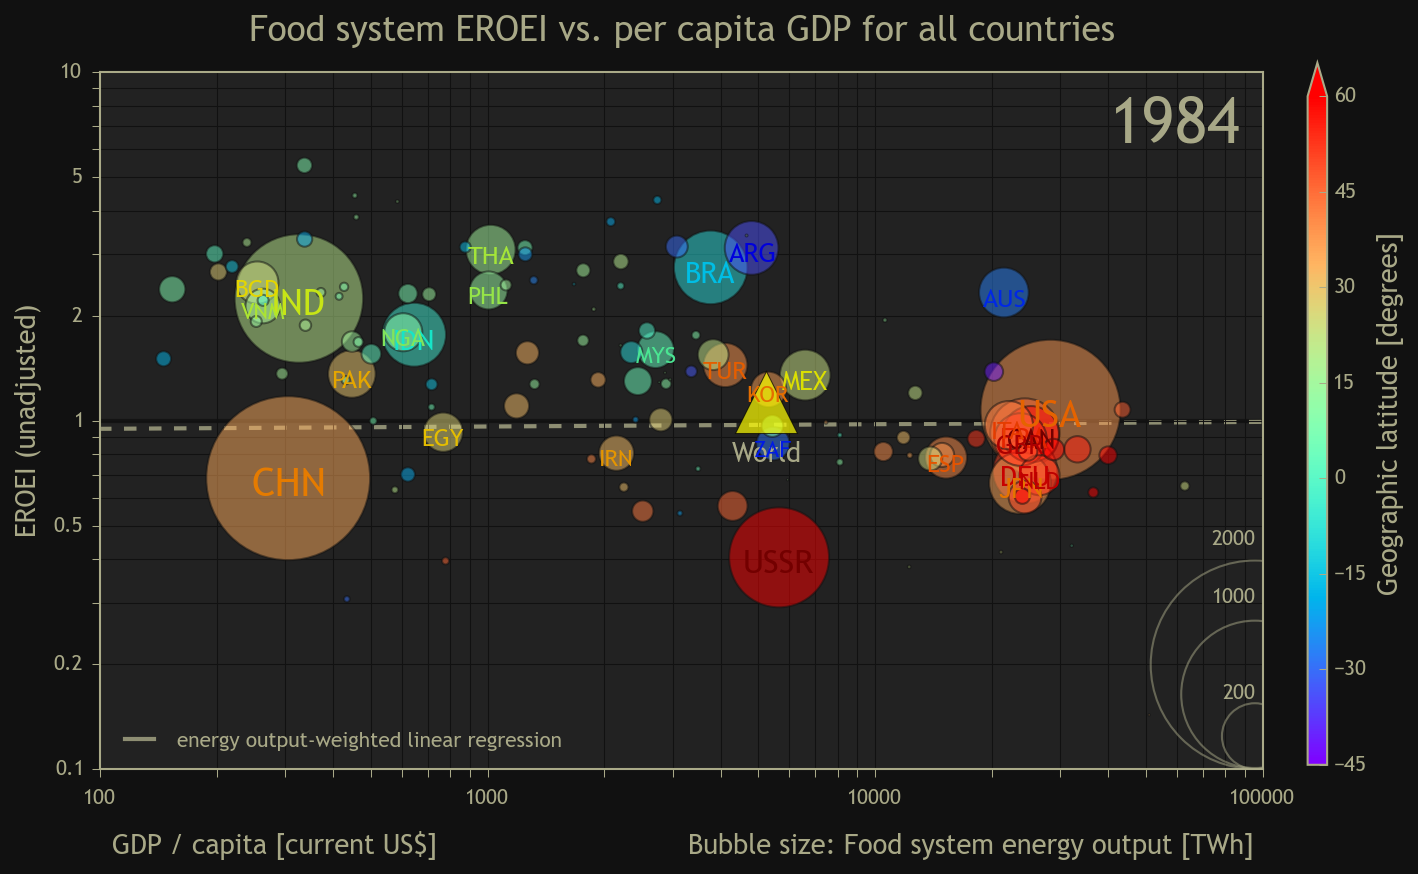 Food system EROEI vs. per capita GDP for all countries
1984
10
5
2
1
0.5
0.2
0.1
EROEI (unadjusted)
THA
BRA
ARG
BGD
IND
VNM
PHL
AUS
NGA
MYS
PAK
TUR
MEX
KOR
USA
EGY
ZAF
World
IRN
ESP
CHN
DEU
NLD
JPN
USSR
2000
1000
200
energy output-weighted linear regression
100
1000
10000
100000
GDP / capita [current US$]
Bubble size: Food system energy output [TWh]
60
45
30
15
0
−15
−30
−45
Geographic latitude [degrees]